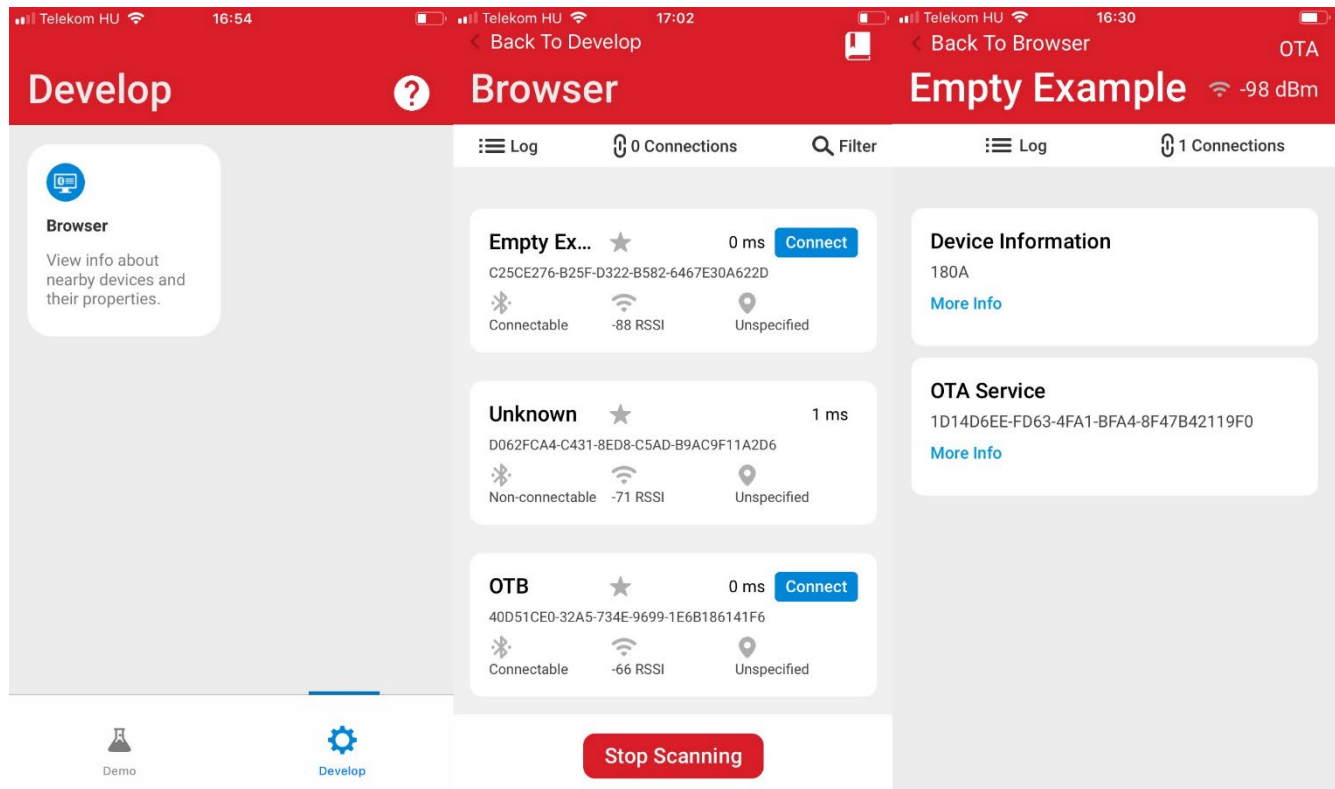 Telekom HU 16:54
Develop
?
Browser
View info about
nearby devices and
their properties.
Demo
Develop
Telekom HU 17:02
Back To Develop
Browser
Log 0 Connections Filter
Empty Ex... 0 ms Connect
C25CE276-B25F-D322-B582-6467E30A622D
Connectable -88 RSSI Unspecified
Unknown 1 ms
D062FCA4-C431-8ED8-C5AD-B9AC9F11A2D6
Non-connectable -71 RSSI Unspecified
OTB 0 ms Connect
40D51CE0-32A5-734E-9699-1E6B186141F6
Connectable -66 RSSI Unspecified
Stop Scanning
Telekom HU 16:30
Back To Browser OTA
Empty Example -98 dBm
Log 1 Connections
Device Information
180A
More Info
OTA Service
1D14D6EE-FD63-4FA1-BFA4-8F47B42119F0
More Info